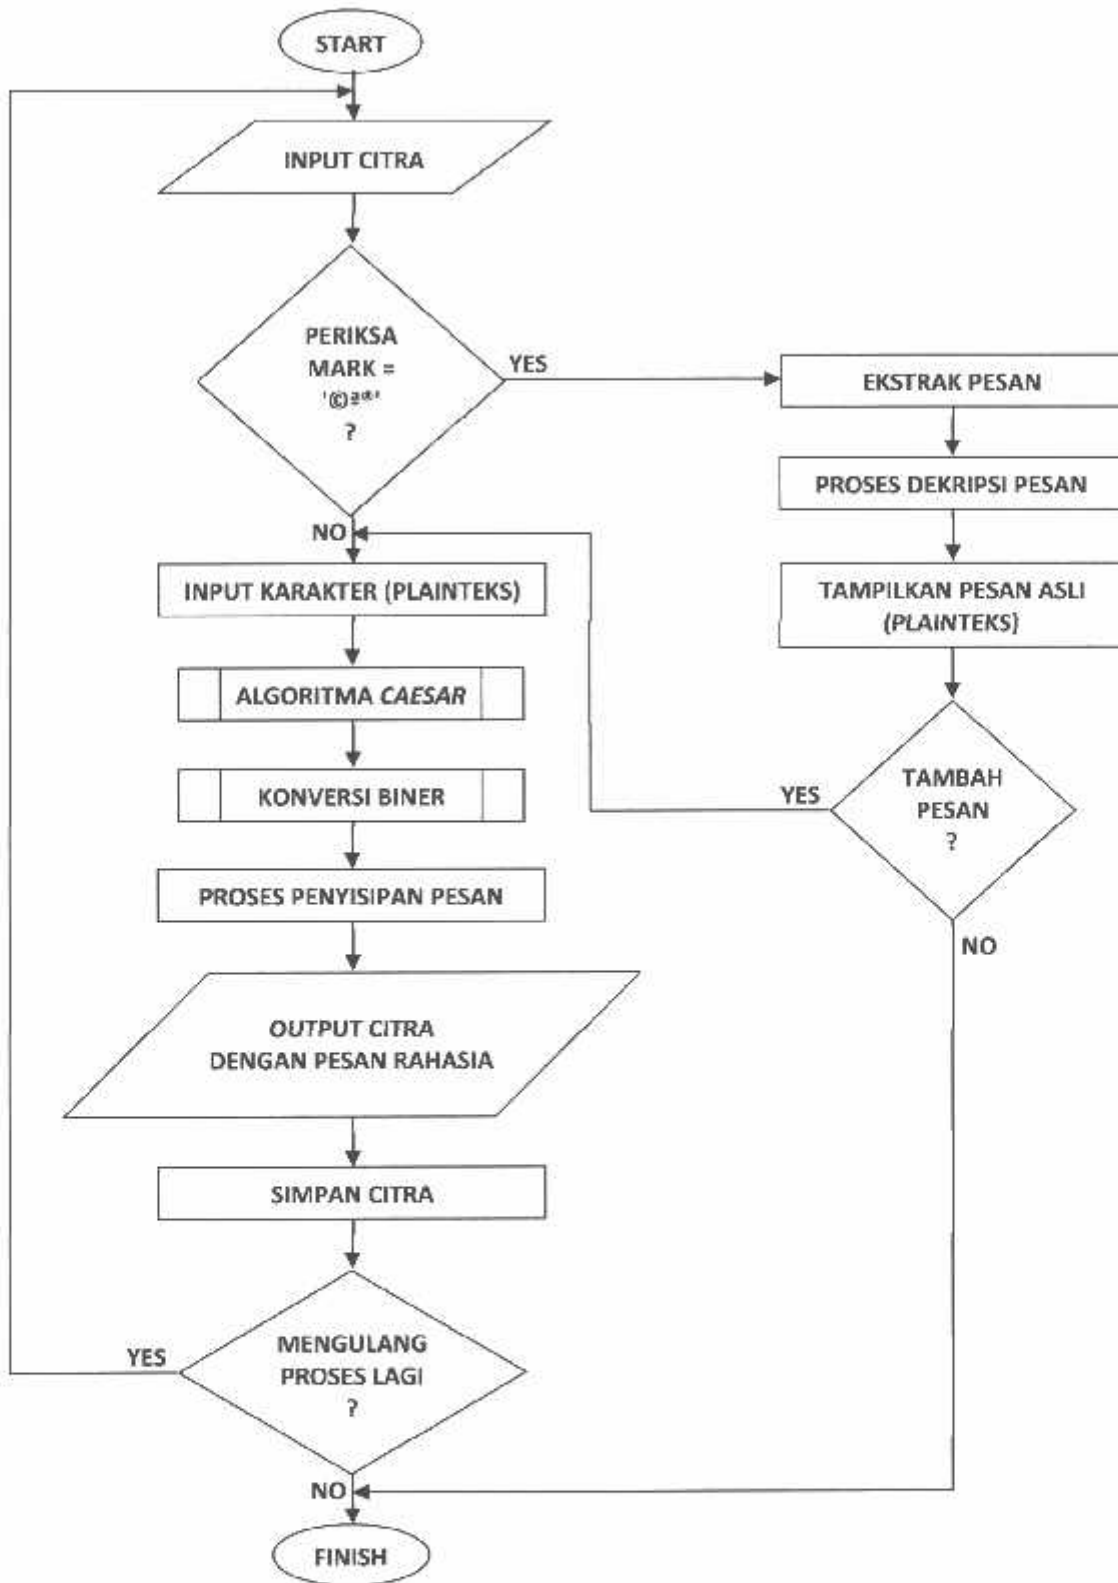 START
INPUT CITRA
PERIKSA
MARK =
'©ª®'
?
YES
EKSTRAK PESAN
PROSES DEKRIPSI PESAN
NO
INPUT KARAKTER (PLAINTEKS)
TAMPILKAN PESAN ASLI
(PLAINTEKS)
ALGORITMA CAESAR
KONVERSI BINER
YES
TAMBAH
PESAN
?
PROSES PENYISIPAN PESAN
NO
OUTPUT CITRA
DENGAN PESAN RAHASIA
SIMPAN CITRA
YES
MENGULANG
PROSES LAGI
?
NO
FINISH